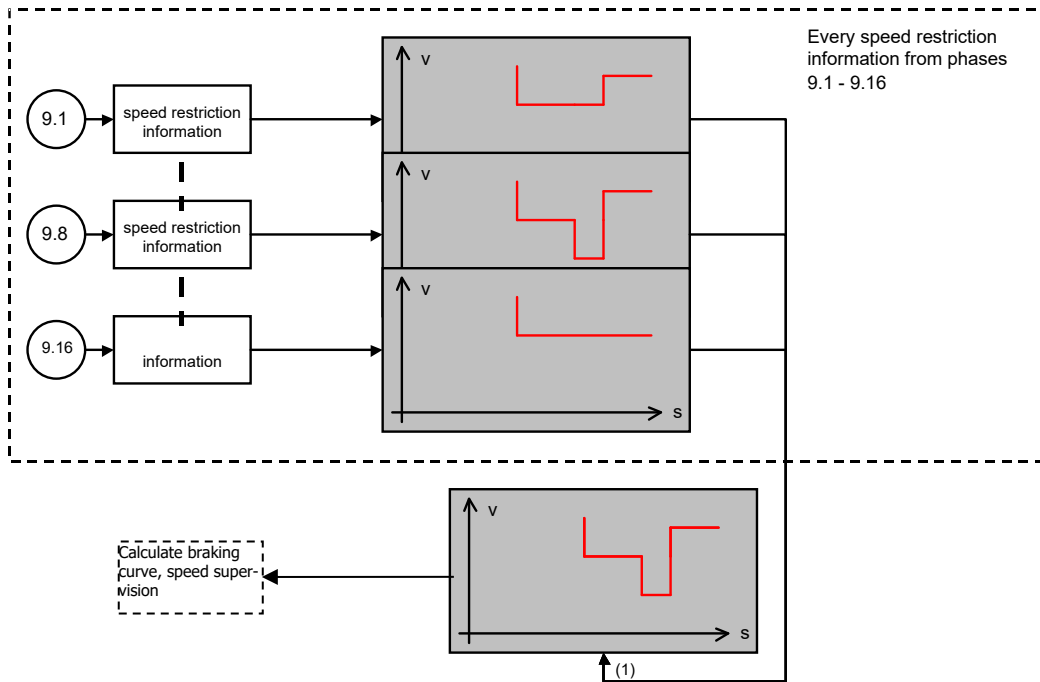 Every speed restriction
information from phases
9.1 - 9.16
v
9.1
speed restriction
information
v
9.8
speed restriction
information
v
9.16
information
s
v
Calculate braking
curve, speed super-
vision
s
(1)